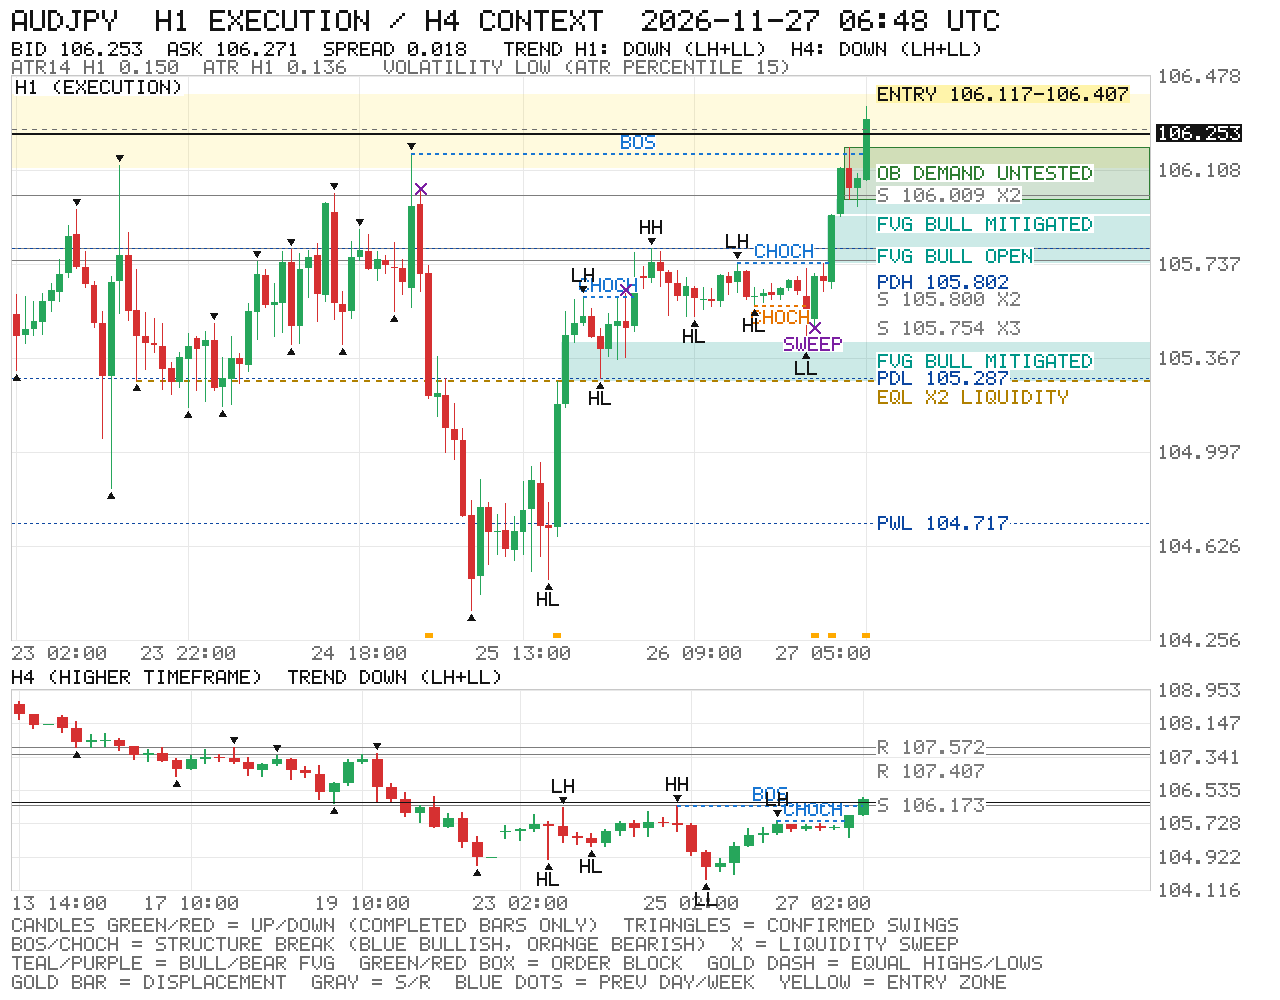 AUDJPY  H1 EXECUTION / H4 CONTEXT  2026-11-27 06:48 UTC
BID 106.253  ASK 106.271  SPREAD 0.018  TREND H1: DOWN (LH+LL)  H4: DOWN (LH+LL)
ATR14 H1 0.150  ATR H1 0.136  VOLATILITY LOW (ATR PERCENTILE 15)
H1 (EXECUTION)
106.478
ENTRY 106.117-106.407
106.253
BOS
106.108
OB DEMAND UNTESTED
S 106.009 X2
FVG BULL MITIGATED
HH
LH
CHOCH
FVG BULL OPEN
105.737
LH
CHOCH
PDH 105.802
S 105.800 X2
CHOCH
HL
HL
S 105.754 X3
SWEEP
LL
FVG BULL MITIGATED
105.367
PDL 105.287
HL
EQL X2 LIQUIDITY
104.997
PWL 104.717
104.626
HL
104.256
23 02:00  23 22:00  24 18:00  25 13:00  26 09:00  27 05:00
H4 (HIGHER TIMEFRAME)  TREND DOWN (LH+LL)
108.953
108.147
R 107.572
107.341
R 107.407
106.535
LH
HH
BOS
LH
CHOCH
S 106.173
105.728
104.922
HL
HL
LL
104.116
13 14:00  17 10:00  19 10:00  23 02:00  25 02:00  27 02:00
CANDLES GREEN/RED = UP/DOWN (COMPLETED BARS ONLY)  TRIANGLES = CONFIRMED SWINGS
BOS/CHOCH = STRUCTURE BREAK (BLUE BULLISH, ORANGE BEARISH)  X = LIQUIDITY SWEEP
TEAL/PURPLE = BULL/BEAR FVG  GREEN/RED BOX = ORDER BLOCK  GOLD DASH = EQUAL HIGHS/LOWS
GOLD BAR = DISPLACEMENT  GRAY = S/R  BLUE DOTS = PREV DAY/WEEK  YELLOW = ENTRY ZONE